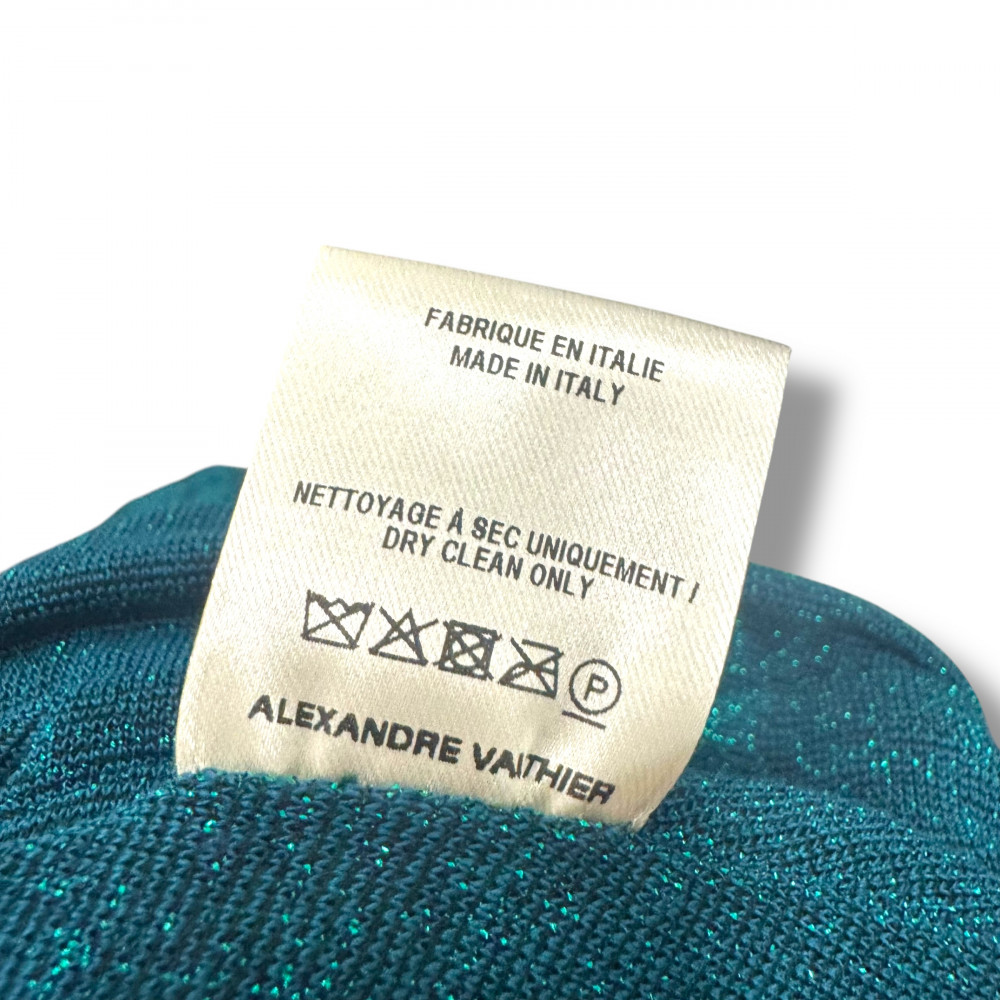 FABRIQUE EN ITALIE
MADE IN ITALY
NETTOYAGE À SEC UNIQUEMENT !
DRY CLEAN ONLY
P
ALEXANDRE VAUTHIER